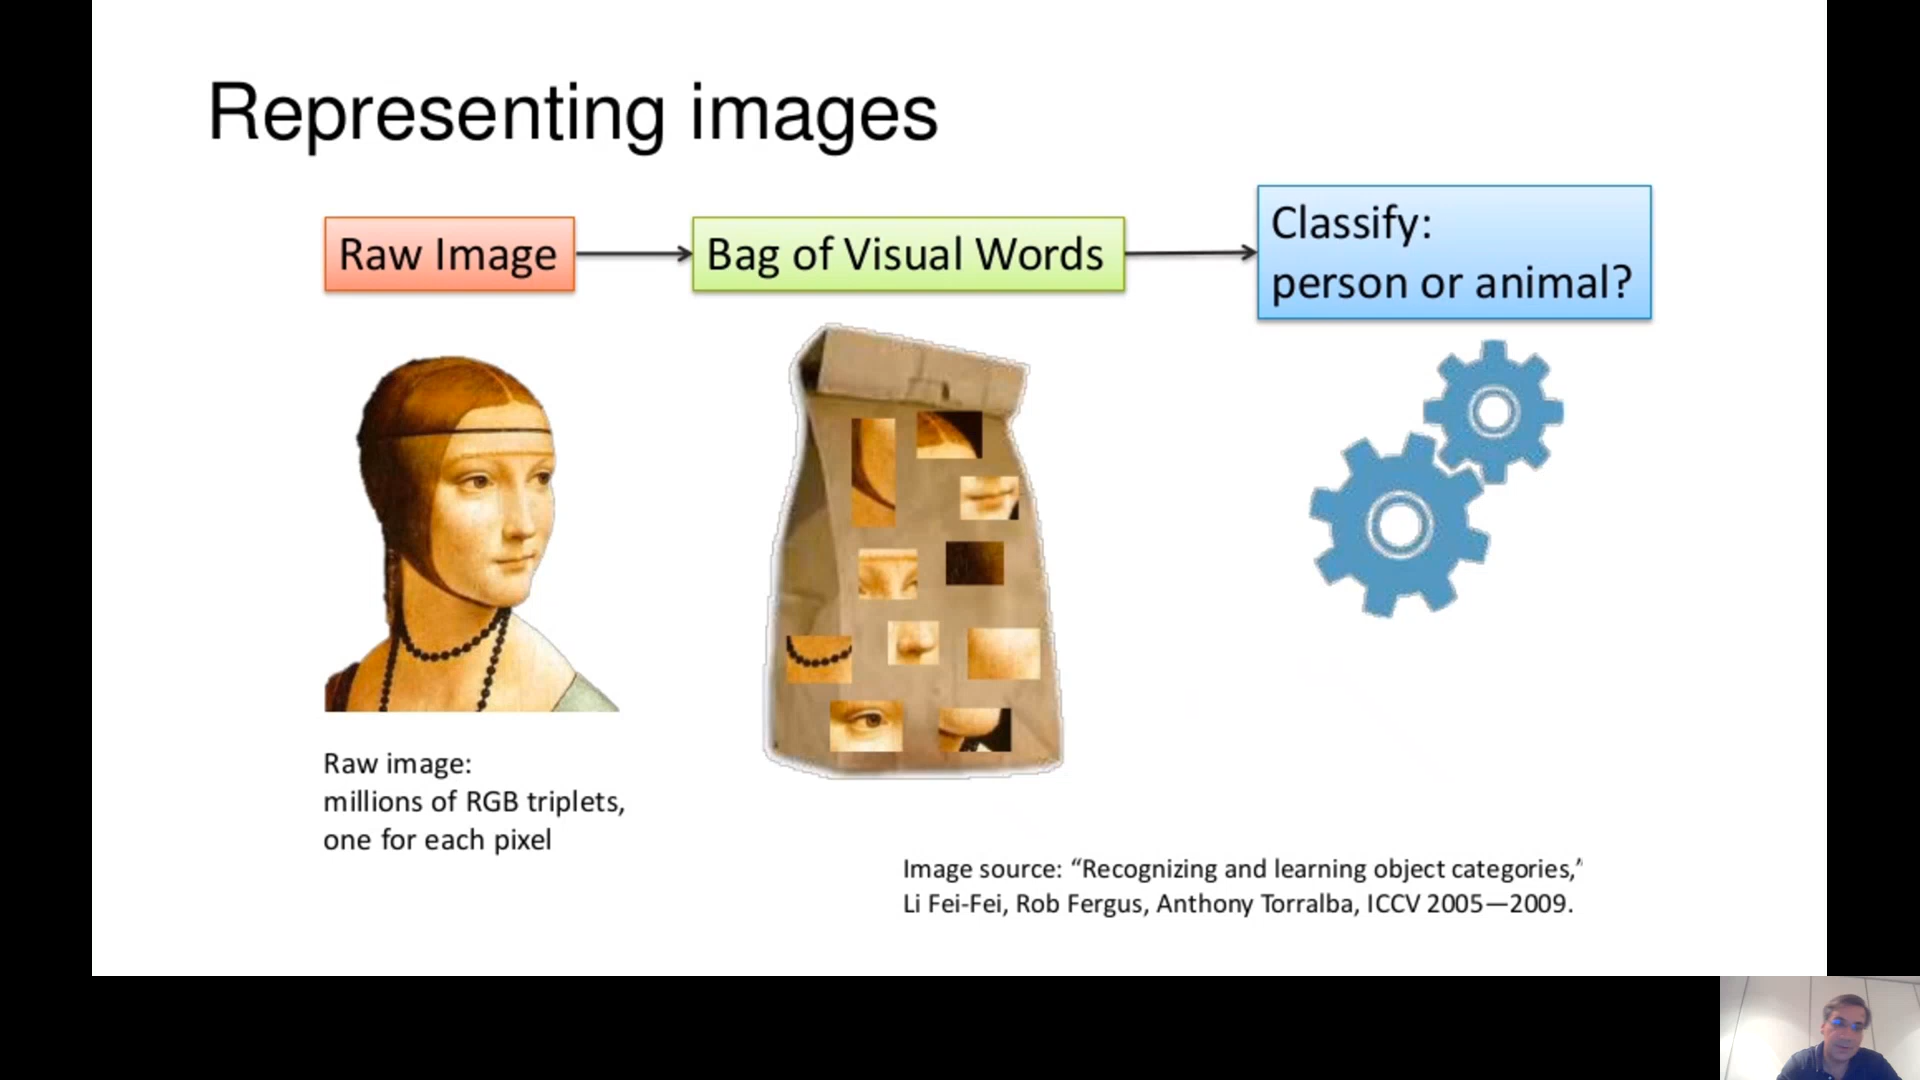 Representing images
Raw Image
Bag of Visual Words
Classify:
person or animal?
Raw image:
millions of RGB triplets,
one for each pixel
Image source: “Recognizing and learning object categories,”
Li Fei-Fei, Rob Fergus, Anthony Torralba, ICCV 2005—2009.